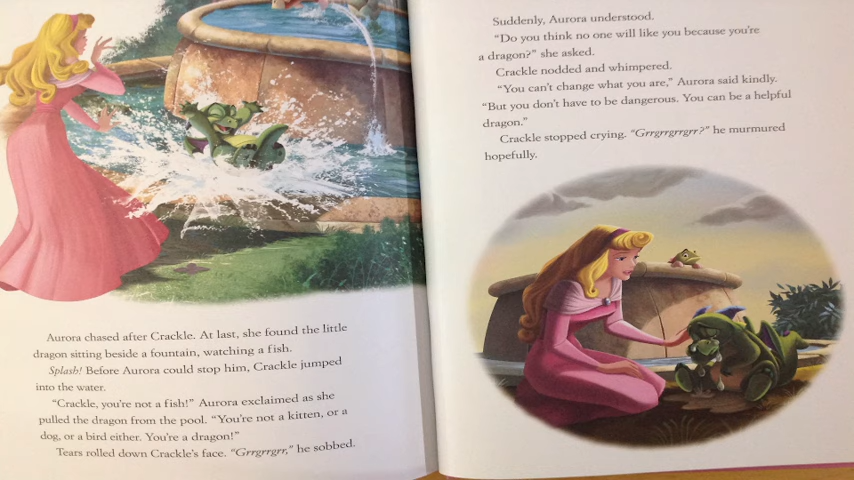 Aurora chased after Crackle. At last, she found the little
dragon sitting beside a fountain, watching a fish.
Splash! Before Aurora could stop him, Crackle jumped
into the water.
“Crackle, you’re not a fish!” Aurora exclaimed as she
pulled the dragon from the pool. “You’re not a kitten, or a
dog, or a bird either. You’re a dragon!”
Tears rolled down Crackle’s face. “Grrgrrgrr,” he sobbed.
Suddenly, Aurora understood.
“Do you think no one will like you because you’re
a dragon?” she asked.
Crackle nodded and whimpered.
“You can’t change what you are,” Aurora said kindly.
“But you don’t have to be dangerous. You can be a helpful
dragon.”
Crackle stopped crying. “Grrgrrgrrgrr?” he murmured
hopefully.